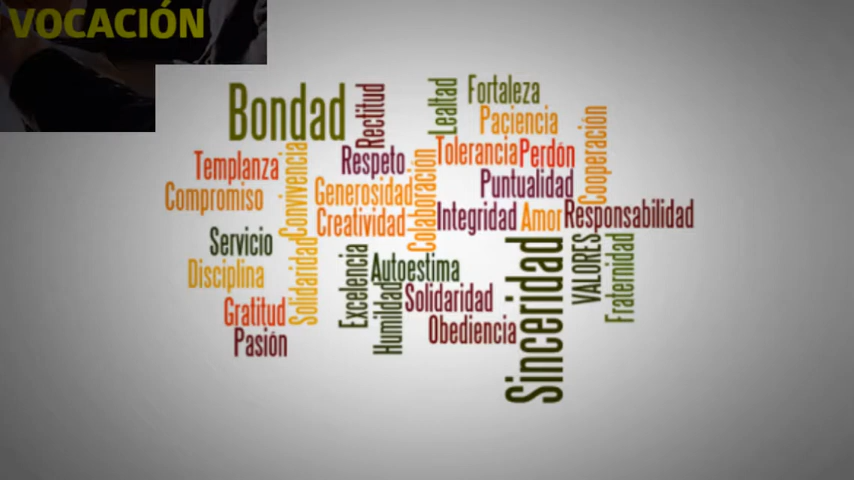 VOCACIÓN
Bondad
Rectitud
Lealtad
Fortaleza
Paciencia
Cooperación
Templanza
Convivencia
Respeto
Colaboración
Tolerancia
Perdón
Compromiso
Generosidad
Puntualidad
Creatividad
Integridad
Amor
Responsabilidad
Servicio
Solidaridad
Excelencia
Autoestima
Sinceridad
VALORES
Fraternidad
Disciplina
Humildad
Solidaridad
Gratitud
Obediencia
Pasión